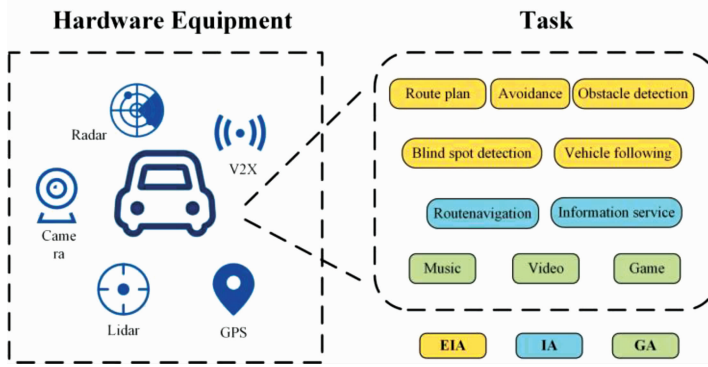 Hardware Equipment
Task
Radar
V2X
Came
ra
Lidar
GPS
Route plan
Avoidance
Obstacle detection
Blind spot detection
Vehicle following
Routenavigation
Information service
Music
Video
Game
EIA
IA
GA